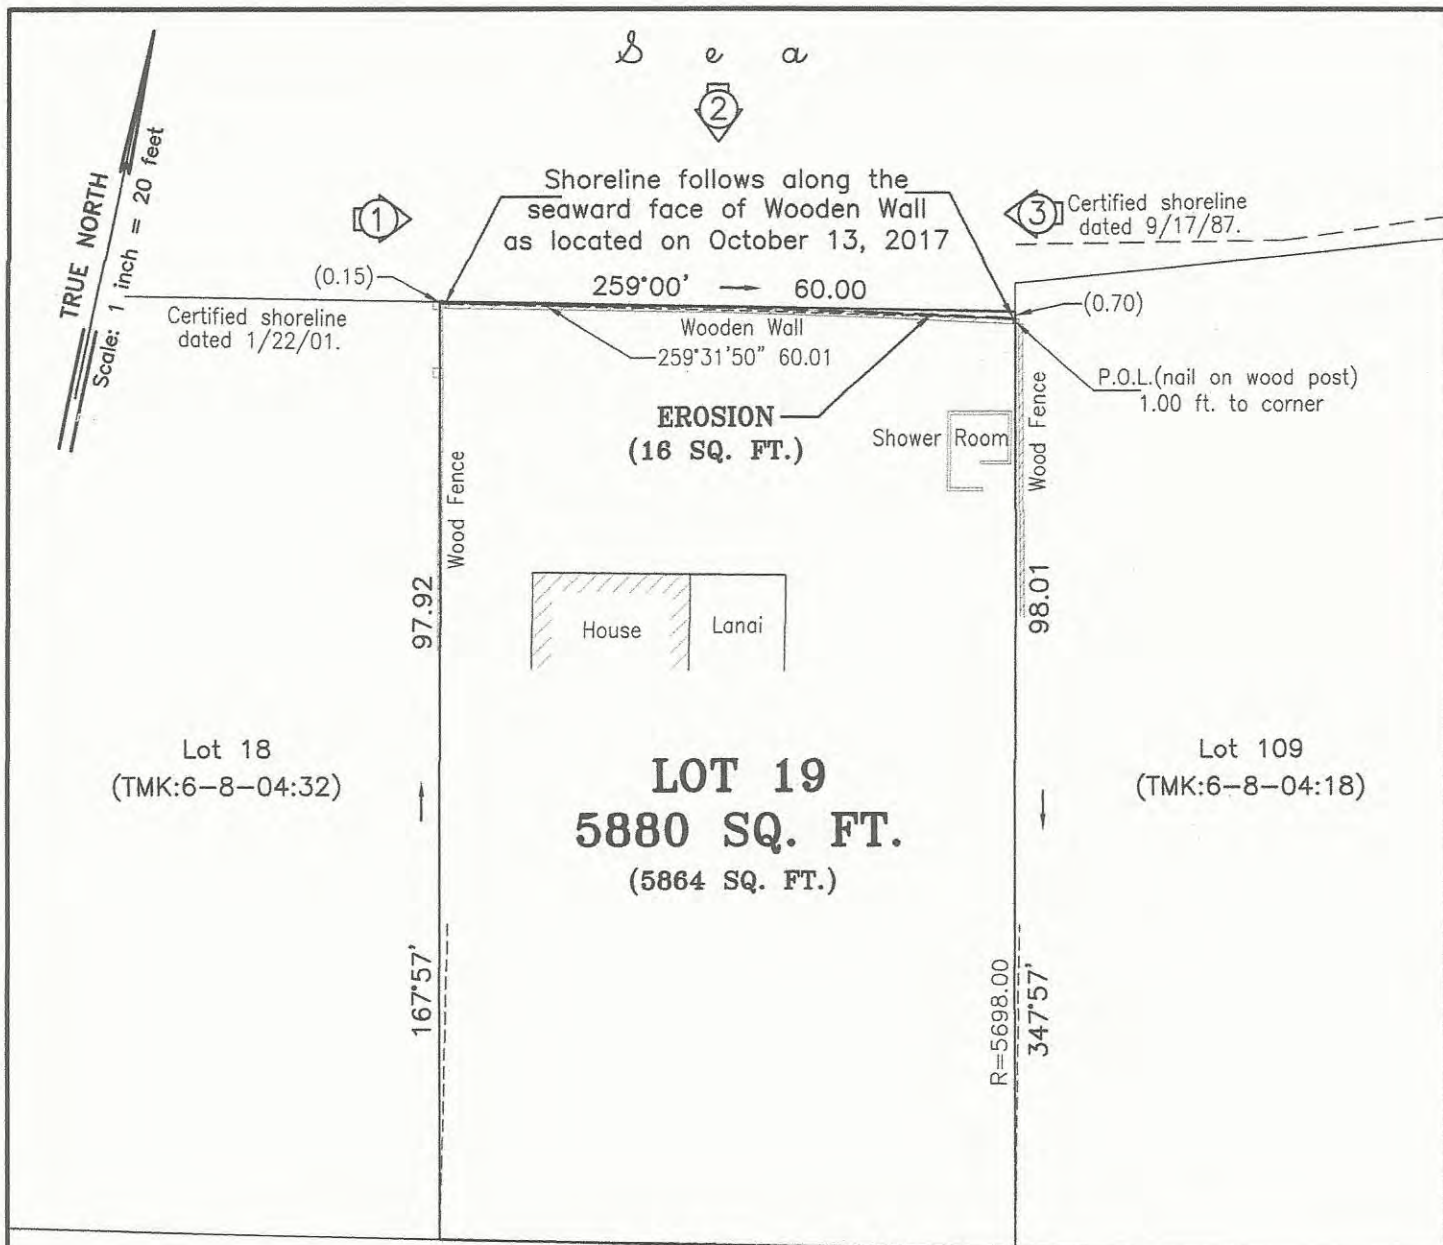 S e a
2
TRUE NORTH
Scale: 1 inch = 20 feet
Shoreline follows along the
seaward face of Wooden Wall
as located on October 13, 2017
1
3
Certified shoreline
dated 9/17/87.
259°00' 60.00
(0.15)
(0.70)
Certified shoreline
dated 1/22/01.
Wooden Wall
259°31'50" 60.01
P.O.L.(nail on wood post)
1.00 ft. to corner
EROSION
(16 SQ. FT.)
Shower Room
Wood Fence
Wood Fence
97.92
98.01
House
Lanai
Lot 18
(TMK:6-8-04:32)
LOT 19
5880 SQ. FT.
(5864 SQ. FT.)
Lot 109
(TMK:6-8-04:18)
167°57'
R=5698.00
347°57'